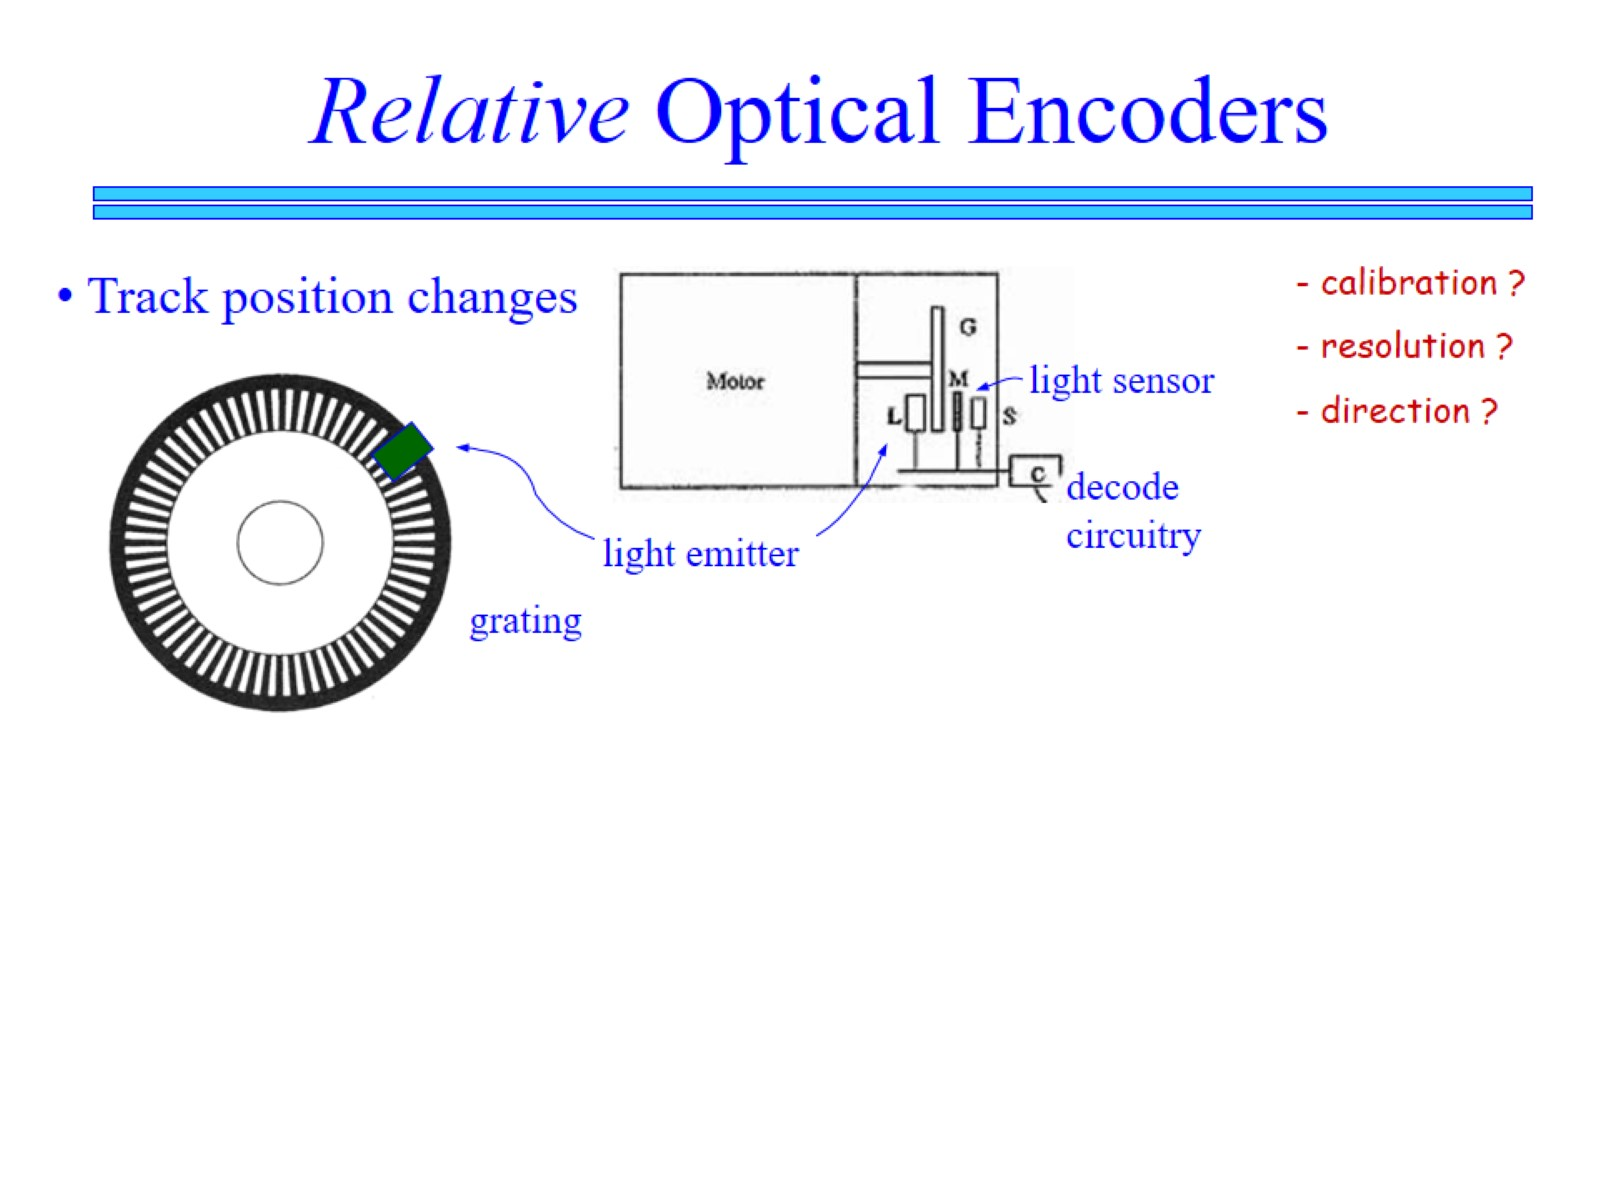 Relative Optical Encoders
• Track position changes
Motor
G
M
L
S
C
light sensor
decode
circuitry
light emitter
grating
- calibration ?
- resolution ?
- direction ?